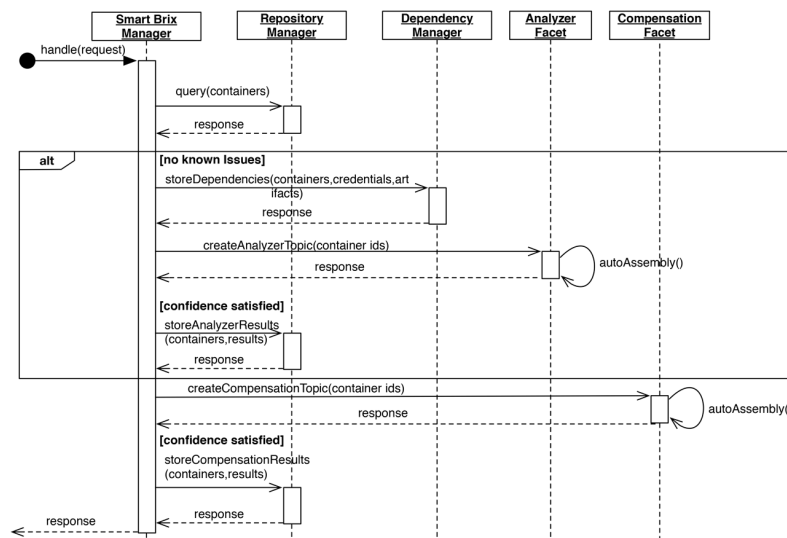 Smart Brix
Manager
Repository
Manager
Dependency
Manager
Analyzer
Facet
Compensation
Facet
handle(request)
query(containers)
response
alt
[no known Issues]
storeDependencies(containers,credentials,art
ifacts)
response
createAnalyzerTopic(container ids)
response
autoAssembly()
[confidence satisfied]
storeAnalyzerResults
(containers,results)
response
createCompensationTopic(container ids)
response
autoAssembly(
[confidence satisfied]
storeCompensationResults
(containers,results)
response
response